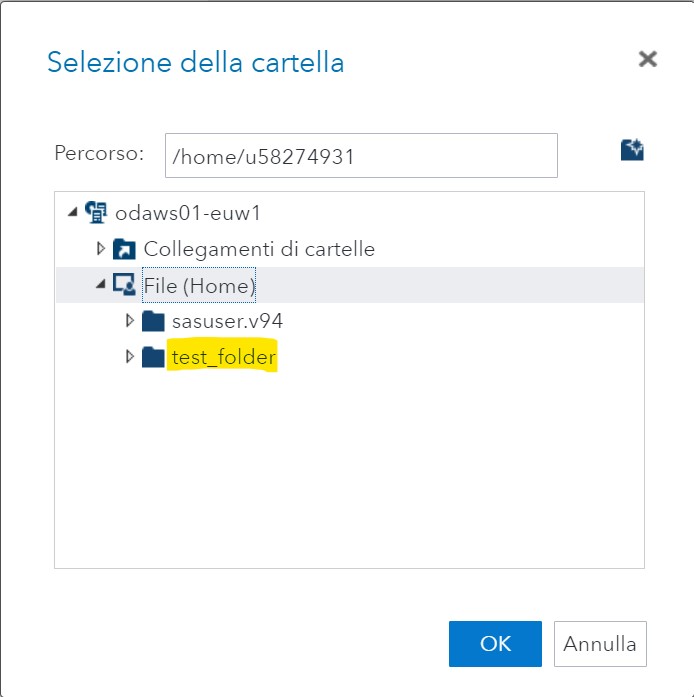 Selezione della cartella
Percorso: /home/u58274931
odaws01-euw1
Collegamenti di cartelle
File (Home)
sasuser.v94
test_folder
OK Annulla